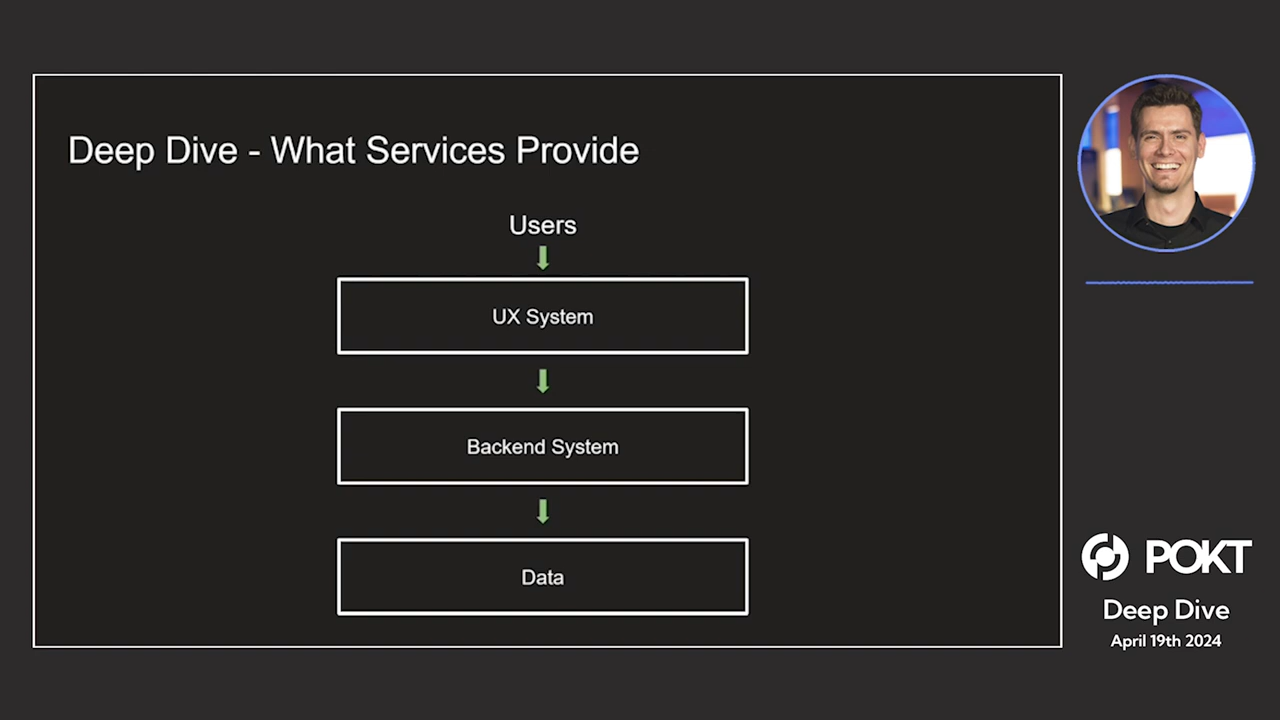 Deep Dive - What Services Provide
Users
UX System
Backend System
Data
POKT
Deep Dive
April 19th 2024